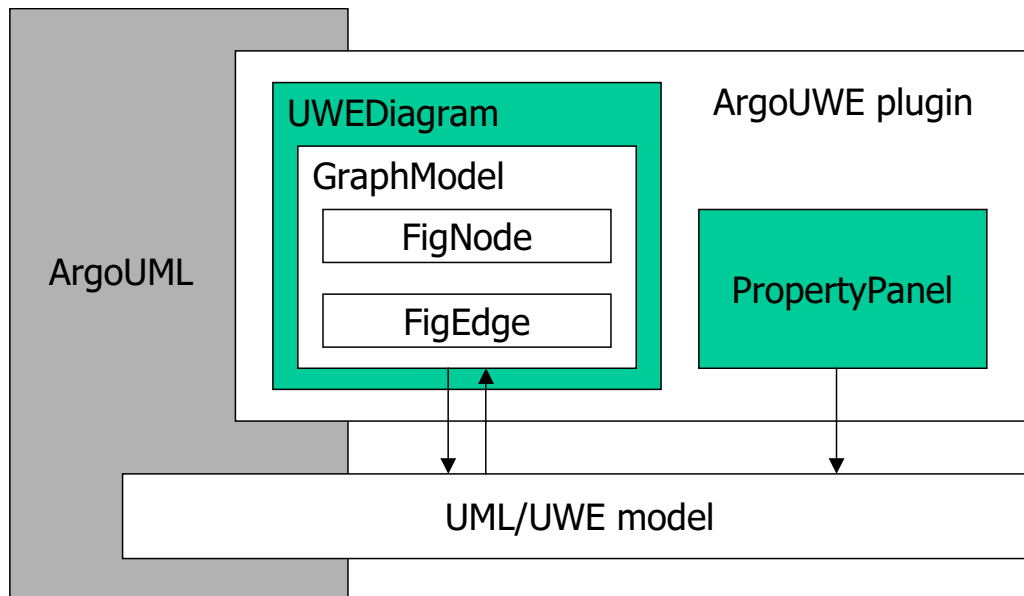 ArgoUML
ArgoUWE plugin
UWEDiagram
GraphModel
FigNode
FigEdge
PropertyPanel
UML/UWE model